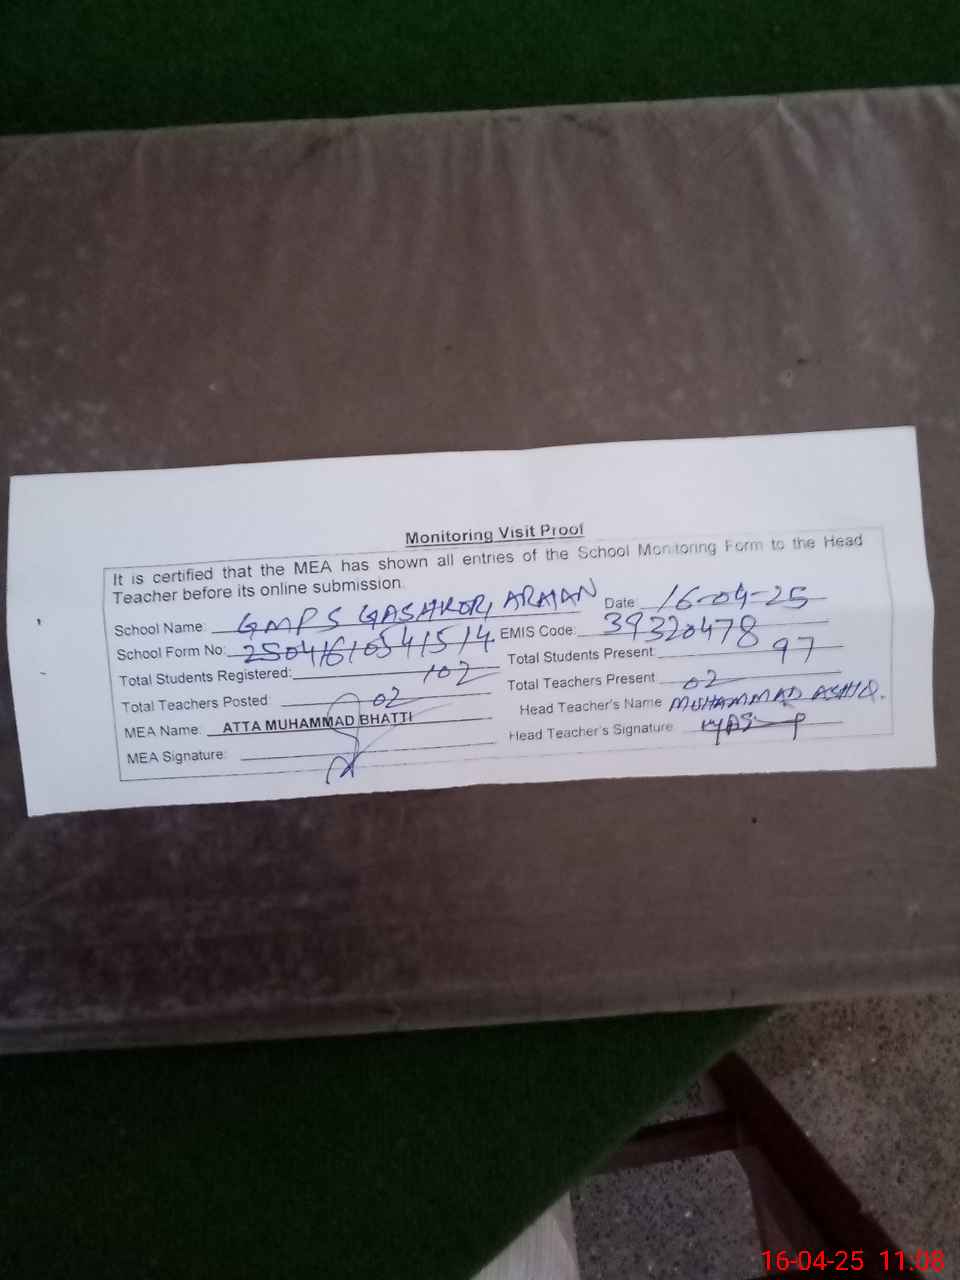 Monitoring Visit Proof
It is certified that the MEA has shown all entries of the School Monitoring Form to the Head
Teacher before its online submission.
School Name: GMPS GASHKORI, ARAIAN Date: 16-04-25
School Form No: 25041610541514 EMIS Code: 39320478
Total Students Registered: 102 Total Students Present: 97
Total Teachers Posted 02 Total Teachers Present 02
MEA Name: ATTA MUHAMMAD BHATTI Head Teacher's Name MUHAMMAD ASHIQ.
MEA Signature: Head Teacher's Signature
16-04-25 11:08